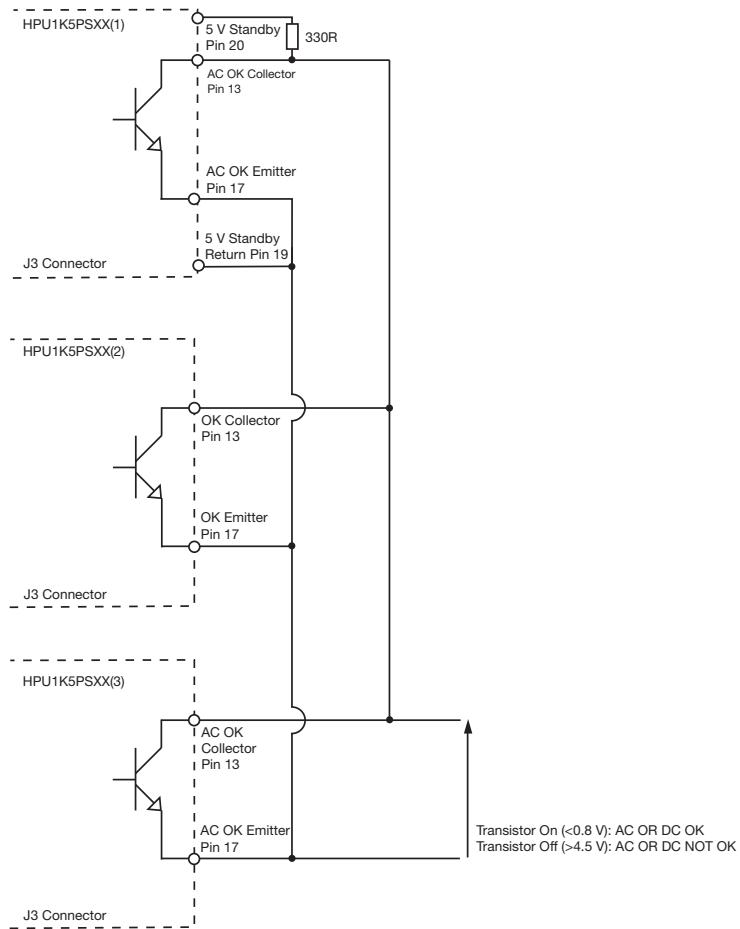 HPU1K5PSXX(1)
5 V Standby
Pin 20
330R
AC OK Collector
Pin 13
AC OK Emitter
Pin 17
5 V Standby
Return Pin 19
J3 Connector
HPU1K5PSXX(2)
OK Collector
Pin 13
OK Emitter
Pin 17
J3 Connector
HPU1K5PSXX(3)
AC OK
Collector
Pin 13
AC OK Emitter
Pin 17
Transistor On (<0.8 V): AC OR DC OK
Transistor Off (>4.5 V): AC OR DC NOT OK
J3 Connector